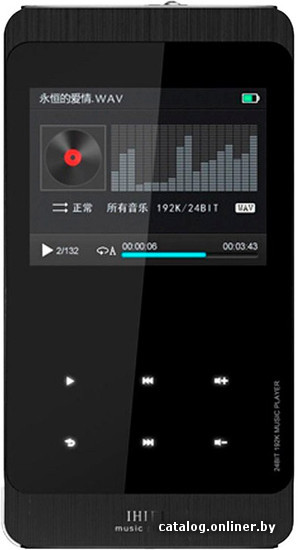 永恒的爱情.WAV
正常 所有音乐 192K/24BIT WAV
2/132 A 00:00:06 00:03:43
24BIT 192K MUSIC PLAYER
music
catalog.onliner.by